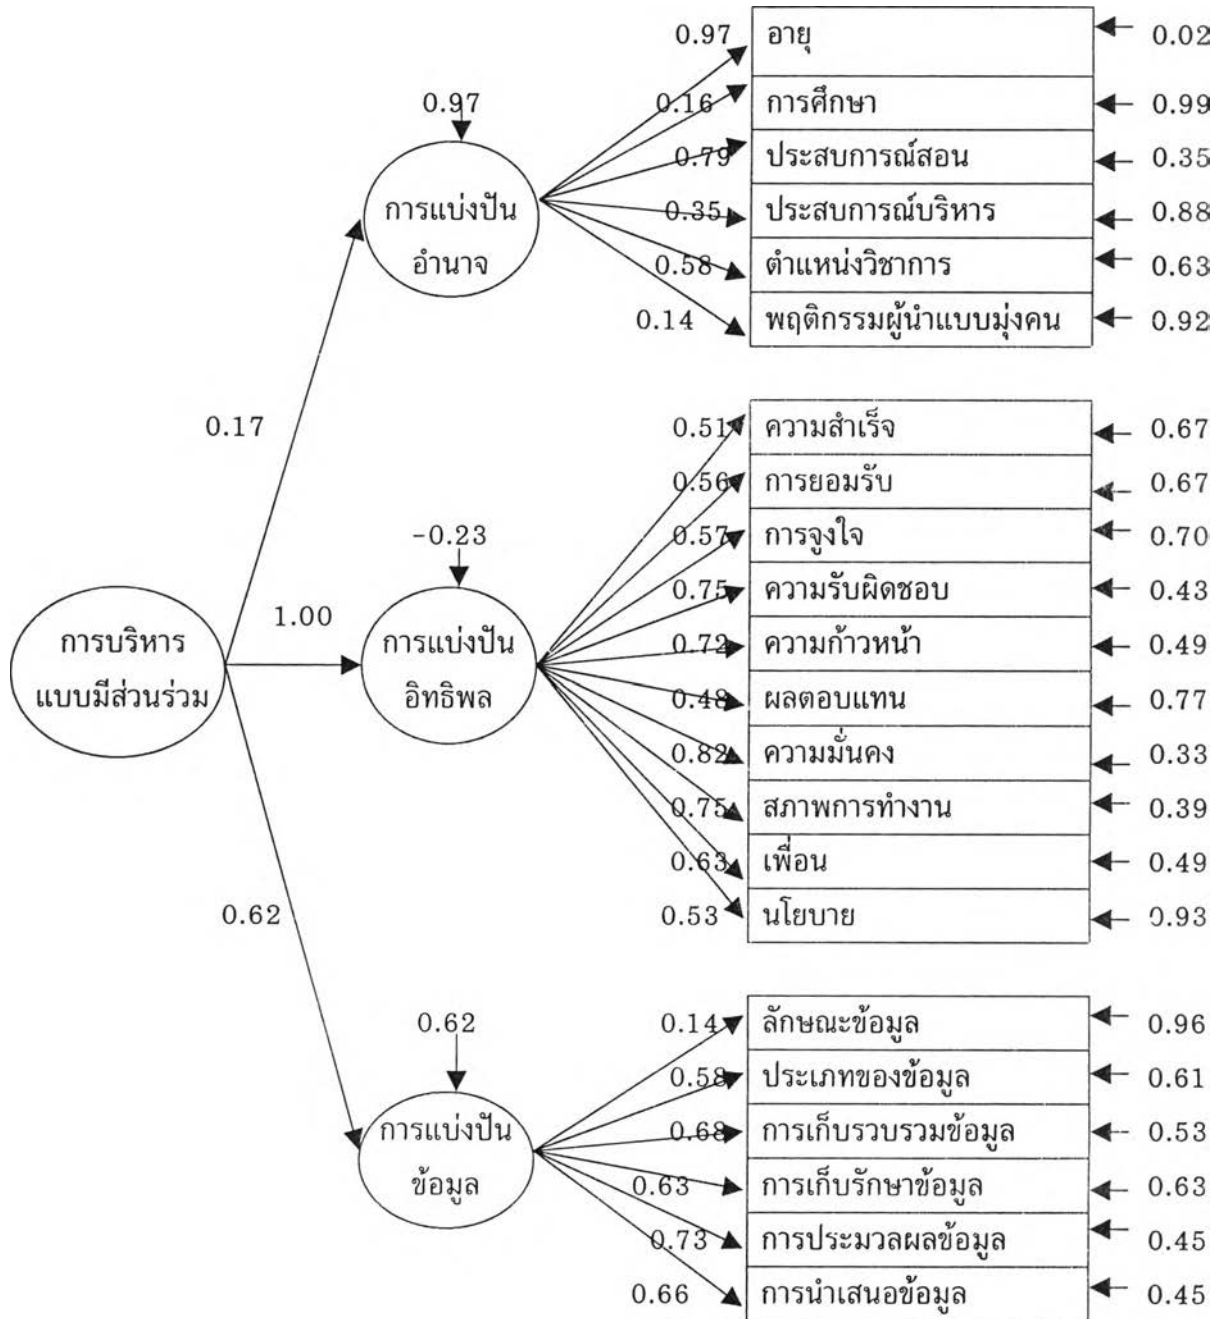 0.97 อายุ 0.02
0.97
0.16 การศึกษา 0.99
0.79 ประสบการณ์สอน 0.35
การแบ่งปัน
อำนาจ
0.35 ประสบการณ์บริหาร 0.88
0.58 ตำแหน่งวิชาการ 0.63
0.14 พฤติกรรมผู้นำแบบมุ่งคน 0.92
0.17
0.51 ความสำเร็จ 0.67
0.56 การยอมรับ 0.67
-0.23
0.57 การจูงใจ 0.70
0.75 ความรับผิดชอบ 0.43
การบริหาร
แบบมีส่วนร่วม
1.00
การแบ่งปัน
อิทธิพล
0.72 ความก้าวหน้า 0.49
0.48 ผลตอบแทน 0.77
0.82 ความมั่นคง 0.33
0.75 สภาพการทำงาน 0.39
0.63 เพื่อน 0.49
0.62
0.53 นโยบาย 0.93
0.62
0.14 ลักษณะข้อมูล 0.96
0.58 ประเภทของข้อมูล 0.61
การแบ่งปัน
ข้อมูล
0.68 การเก็บรวบรวมข้อมูล 0.53
0.63 การเก็บรักษาข้อมูล 0.63
0.73 การประมวลผลข้อมูล 0.45
0.66 การนำเสนอข้อมูล 0.45